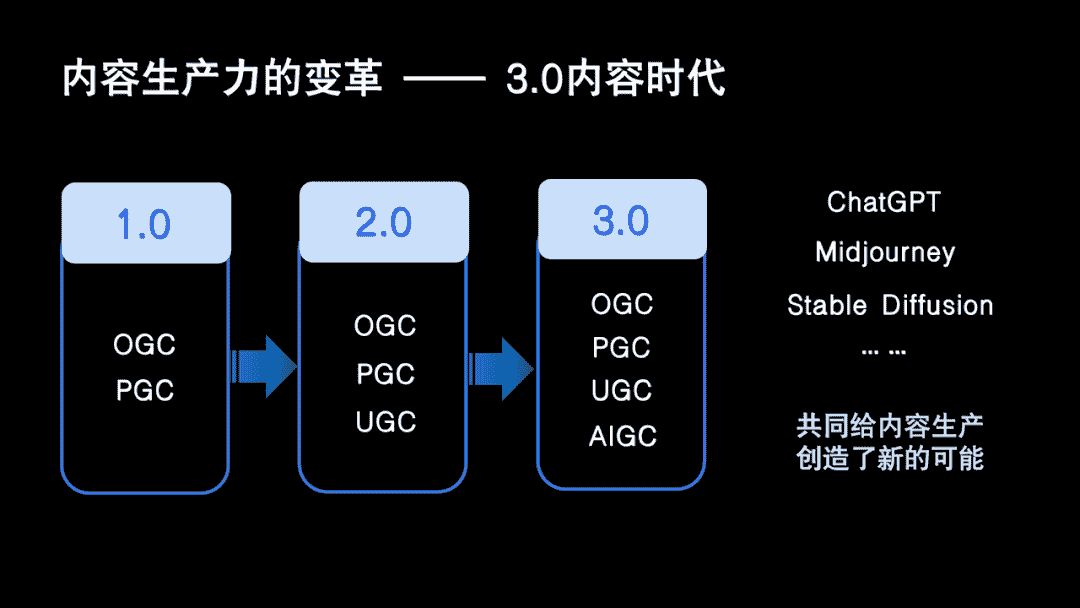 内容生产力的变革 —— 3.0内容时代
1.0
OGC
PGC
2.0
OGC
PGC
UGC
3.0
OGC
PGC
UGC
AIGC
ChatGPT
Midjourney
Stable Diffusion
... ...
共同给内容生产
创造了新的可能